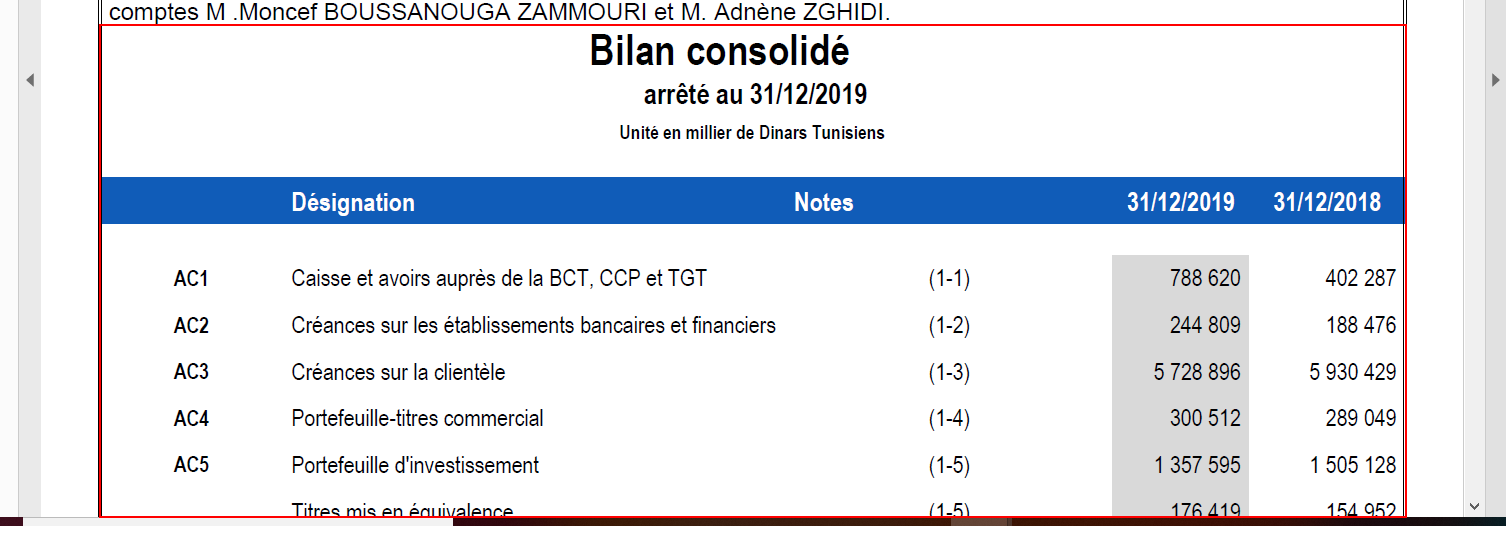 comptes M .Moncef BOUSSANOUGA ZAMMOURI et M. Adnène ZGHIDI.
Bilan consolidé
arrêté au 31/12/2019
Unité en millier de Dinars Tunisiens
Désignation Notes 31/12/2019 31/12/2018
AC1 Caisse et avoirs auprès de la BCT, CCP et TGT (1-1) 788 620 402 287
AC2 Créances sur les établissements bancaires et financiers (1-2) 244 809 188 476
AC3 Créances sur la clientèle (1-3) 5 728 896 5 930 429
AC4 Portefeuille-titres commercial (1-4) 300 512 289 049
AC5 Portefeuille d'investissement (1-5) 1 357 595 1 505 128
Titres mis en équivalence (1-5) 176 419 154 952